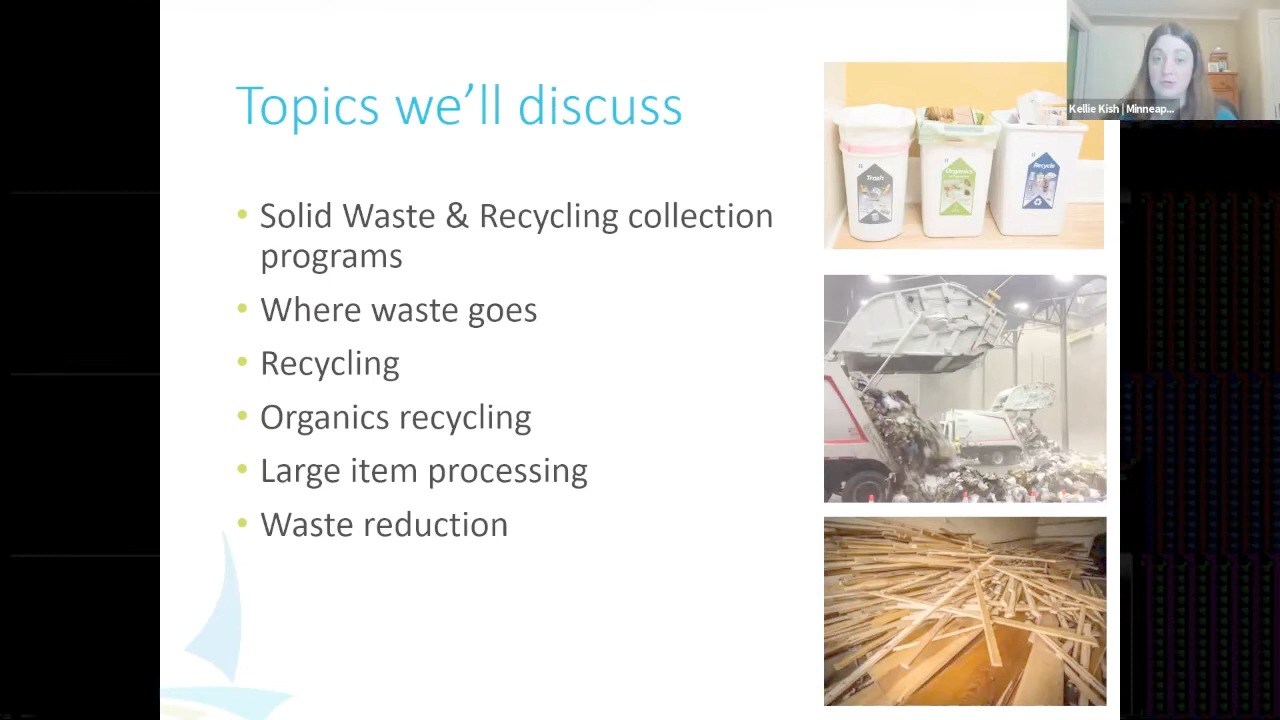 Topics we'll discuss
• Solid Waste & Recycling collection
programs
• Where waste goes
• Recycling
• Organics recycling
• Large item processing
• Waste reduction
Trash
Organics
Recycle
Kellie Kish | Minneap...